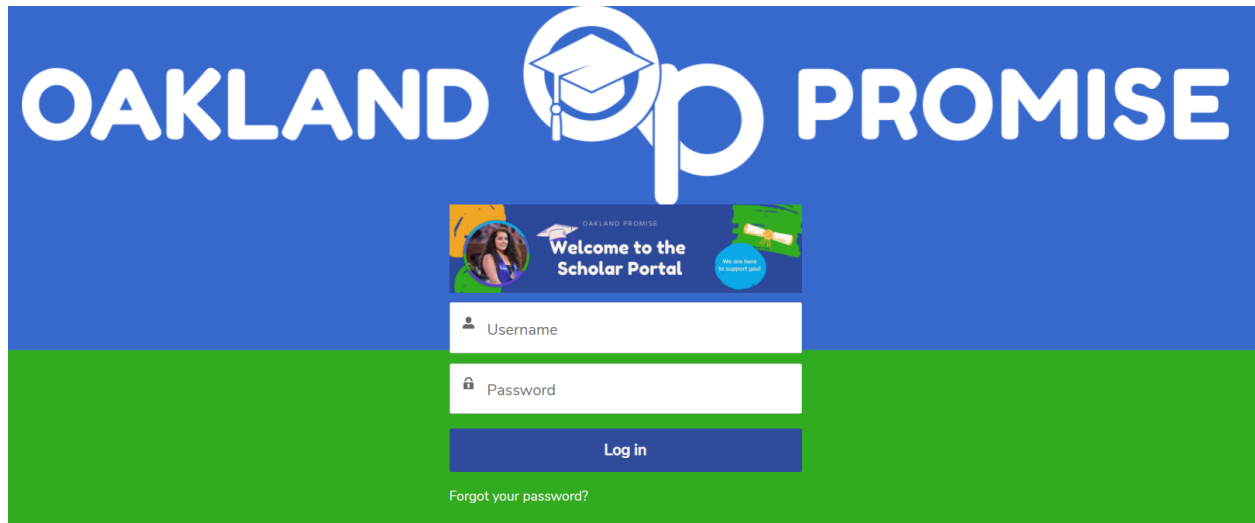 OAKLAND Op PROMISE
OAKLAND PROMISE
Welcome to the
Scholar Portal
We are here
to support you!
Username
Password
Log in
Forgot your password?